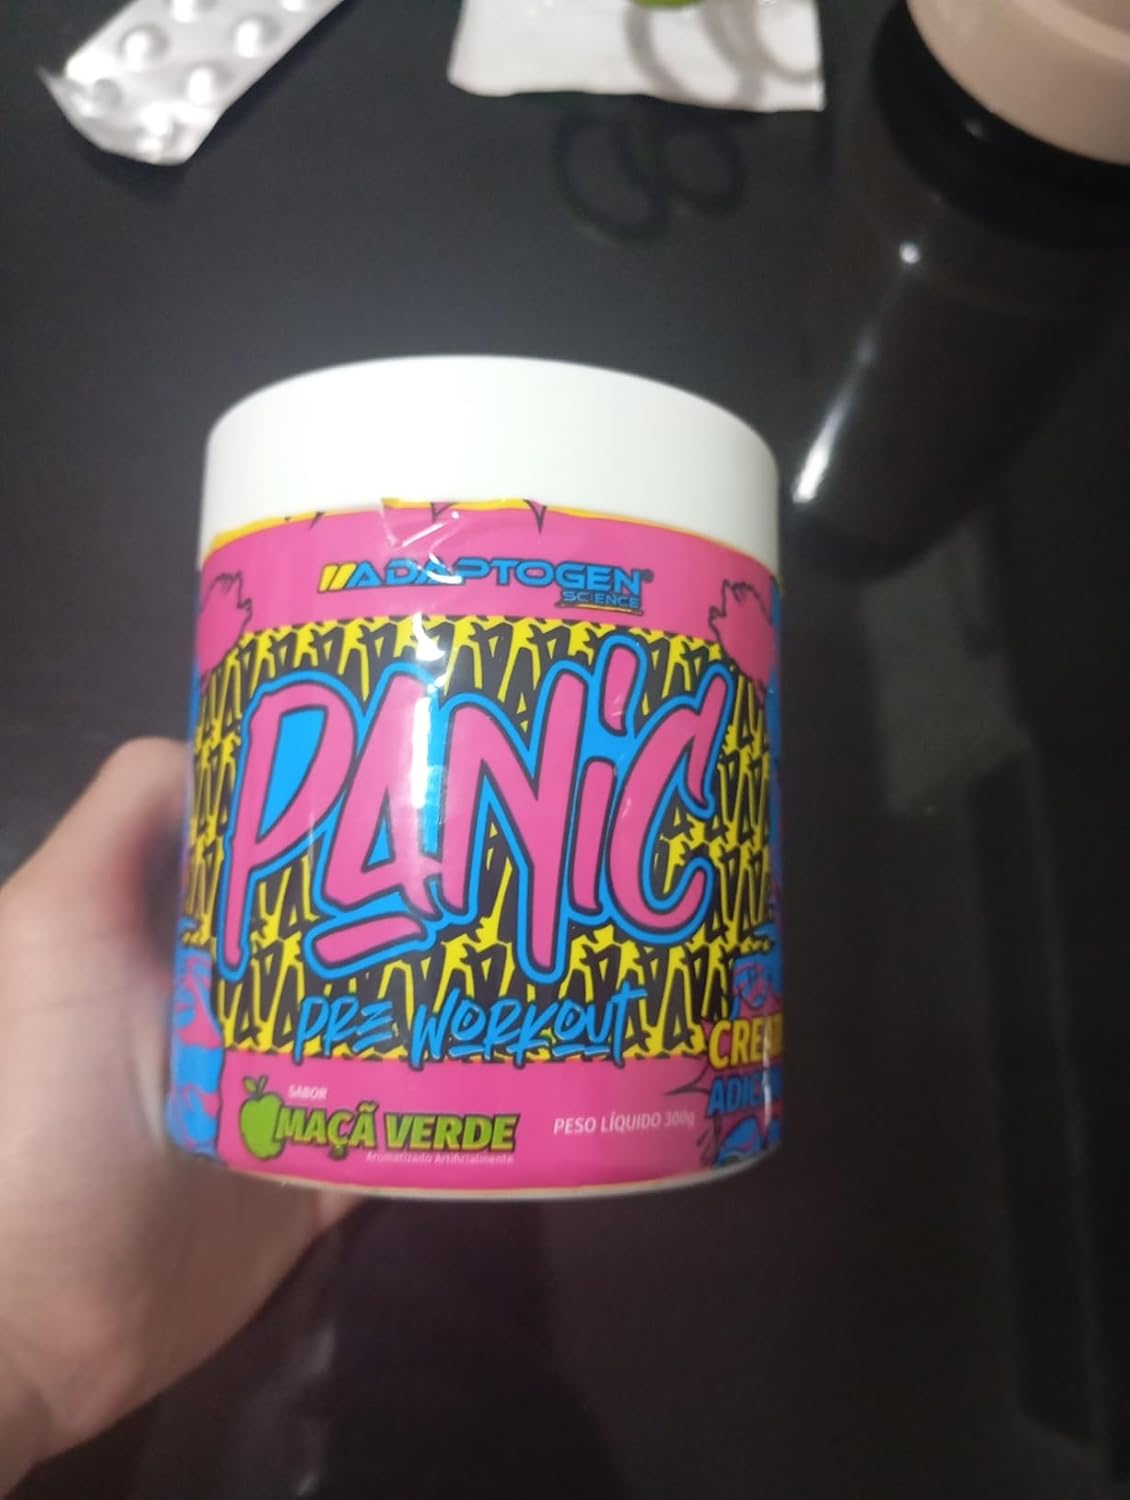 ADAPTOGEN®
SCIENCE
PANiC
PRE WORKOUT
SABOR
MAÇÃ VERDE
Aromatizado Artificialmente
PESO LÍQUIDO 300g